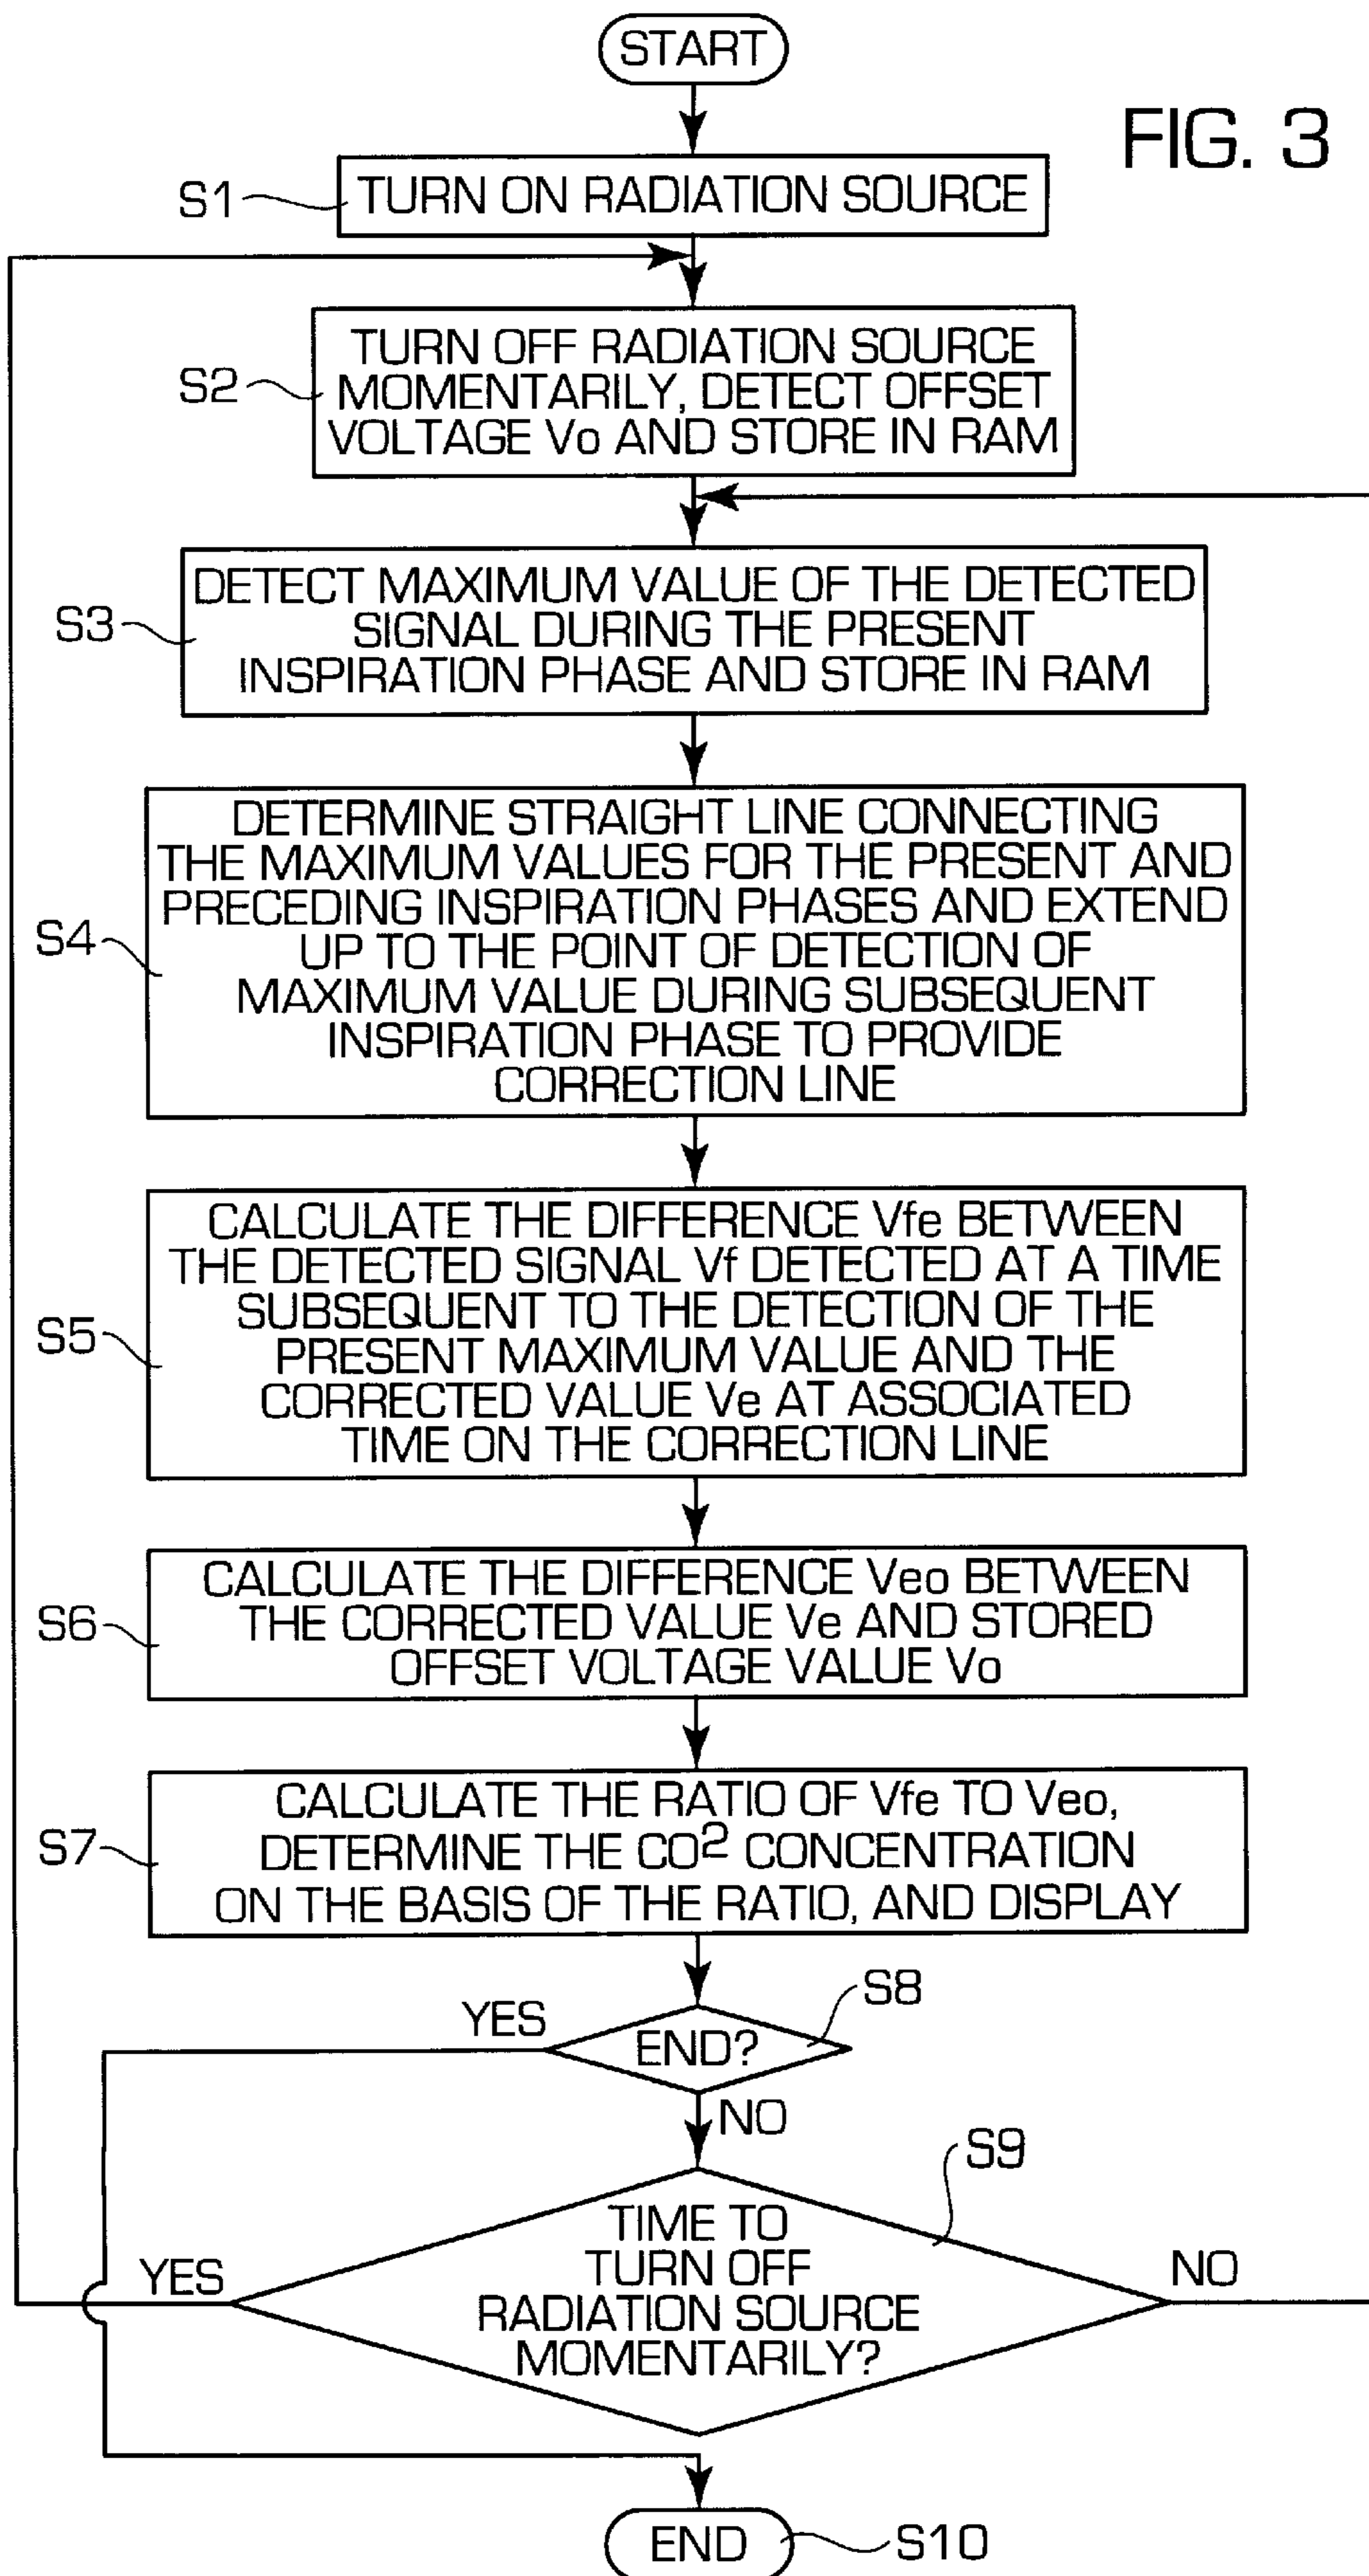 START
FIG. 3
S1
TURN ON RADIATION SOURCE
S2
TURN OFF RADIATION SOURCE
MOMENTARILY, DETECT OFFSET
VOLTAGE Vo AND STORE IN RAM
S3
DETECT MAXIMUM VALUE OF THE DETECTED
SIGNAL DURING THE PRESENT
INSPIRATION PHASE AND STORE IN RAM
S4
DETERMINE STRAIGHT LINE CONNECTING
THE MAXIMUM VALUES FOR THE PRESENT AND
PRECEDING INSPIRATION PHASES AND EXTEND
UP TO THE POINT OF DETECTION OF
MAXIMUM VALUE DURING SUBSEQUENT
INSPIRATION PHASE TO PROVIDE
CORRECTION LINE
S5
CALCULATE THE DIFFERENCE Vfe BETWEEN
THE DETECTED SIGNAL Vf DETECTED AT A TIME
SUBSEQUENT TO THE DETECTION OF THE
PRESENT MAXIMUM VALUE AND THE
CORRECTED VALUE Ve AT ASSOCIATED
TIME ON THE CORRECTION LINE
S6
CALCULATE THE DIFFERENCE Veo BETWEEN
THE CORRECTED VALUE Ve AND STORED
OFFSET VOLTAGE VALUE Vo
S7
CALCULATE THE RATIO OF Vfe TO Veo,
DETERMINE THE CO² CONCENTRATION
ON THE BASIS OF THE RATIO, AND DISPLAY
S8
YES
END?
NO
S9
TIME TO
TURN OFF
RADIATION SOURCE
MOMENTARILY?
YES
NO
END
S10